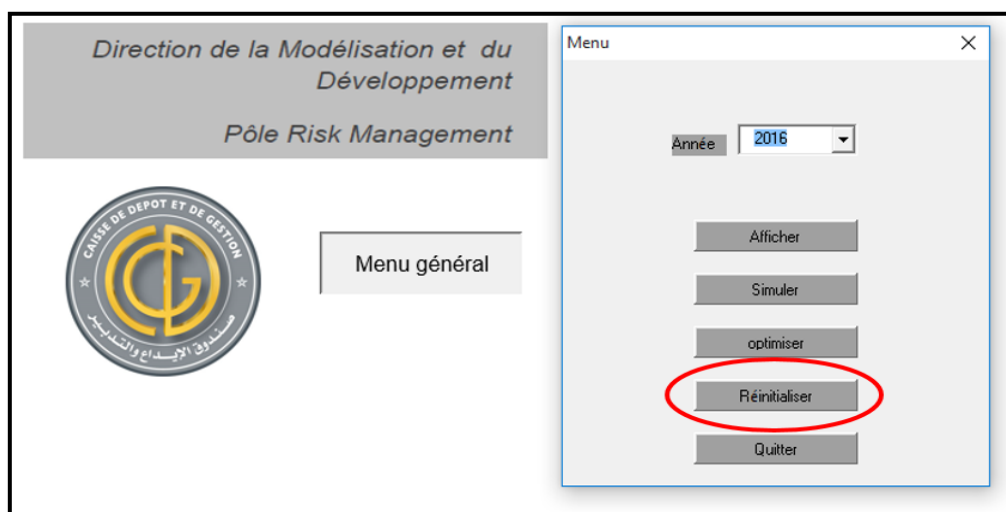 Direction de la Modélisation et du
Développement
Pôle Risk Management
CAISSE DE DEPOT ET DE GESTION
CDG
صندوق الإيداع والتدبير
Menu général
Menu
Année
2016
Afficher
Simuler
optimiser
Réinitialiser
Quitter